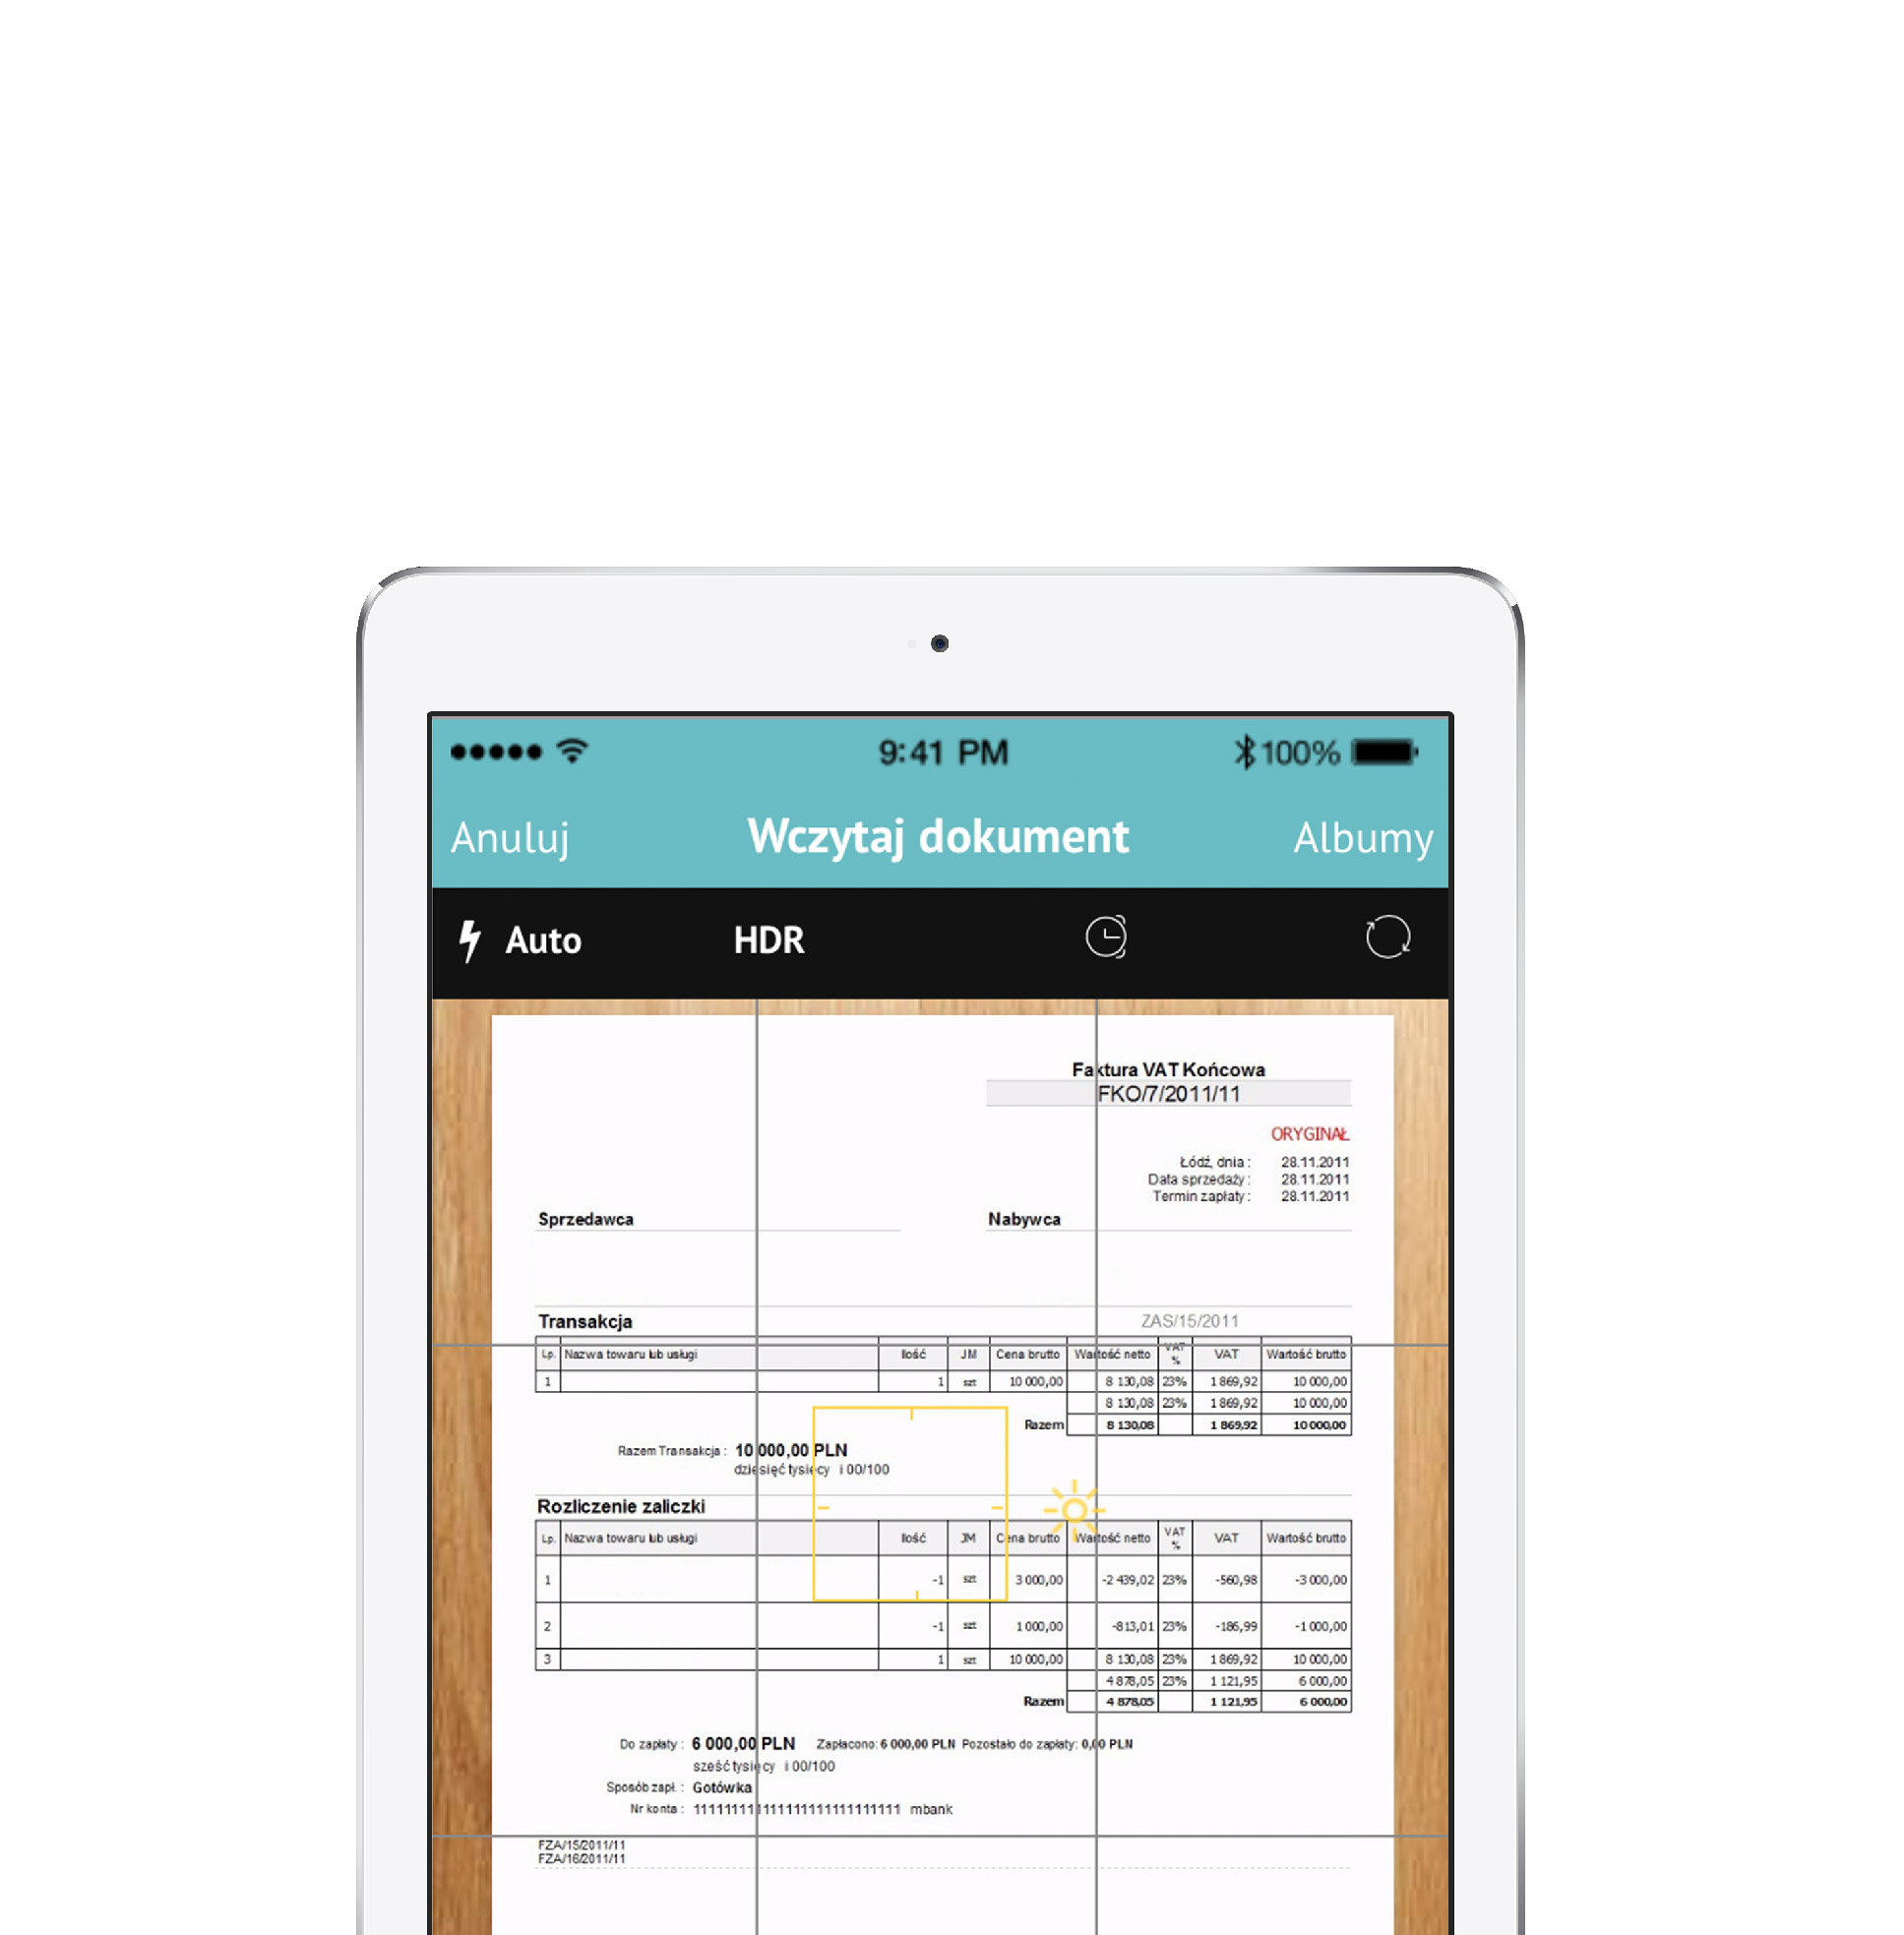 9:41 PM 100%
Anuluj Wczytaj dokument Albumy
Auto HDR
Faktura VAT Końcowa
FKO/7/2011/11
ORYGINAŁ
Łódź, dnia : 28.11.2011
Data sprzedaży : 28.11.2011
Termin zapłaty : 28.11.2011
Sprzedawca Nabywca
Transakcja ZAS/15/2011
Lp. Nazwa towaru lub usługi Ilość JM Cena brutto Wartość netto VAT % VAT Wartość brutto
1 1 szt 10 000,00 8 130,08 23% 1 869,92 10 000,00
8 130,08 23% 1 869,92 10 000,00
Razem 8 130,08 1 869,92 10 000,00
Razem Transakcja : 10 000,00 PLN
dziesięć tysięcy i 00/100
Rozliczenie zaliczki
Lp. Nazwa towaru lub usługi Ilość JM Cena brutto Wartość netto VAT % VAT Wartość brutto
1 -1 szt 3 000,00 -2 439,02 23% -560,98 -3 000,00
2 -1 szt 1 000,00 -813,01 23% -186,99 -1 000,00
3 1 szt 10 000,00 8 130,08 23% 1 869,92 10 000,00
4 878,05 23% 1 121,95 6 000,00
Razem 4 878,05 1 121,95 6 000,00
Do zapłaty : 6 000,00 PLN Zapłacono: 6 000,00 PLN Pozostało do zapłaty: 0,00 PLN
sześć tysięcy i 00/100
Sposób zapł. : Gotówka
Nr konta : 11111111111111111111111111 mbank
FZA/15/2011/11
FZA/16/2011/11